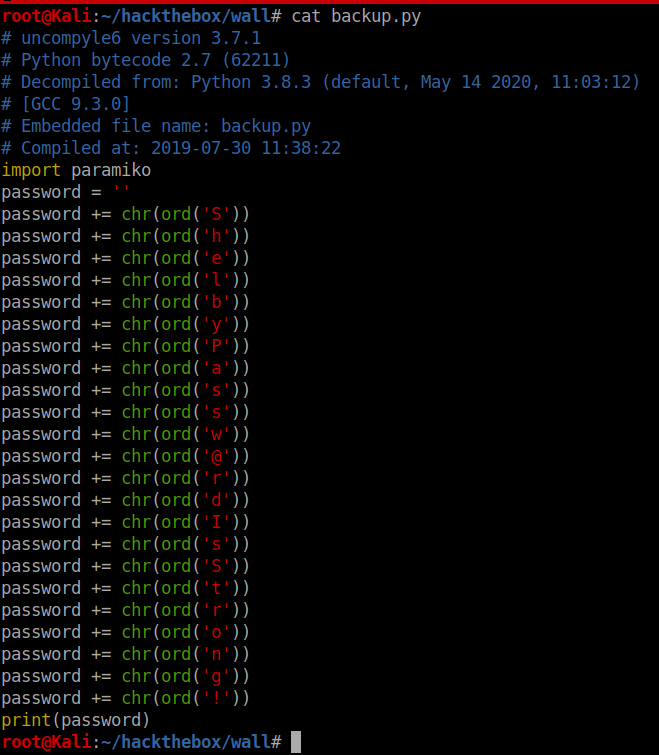 root@Kali:~/hackthebox/wall# cat backup.py
# uncompyle6 version 3.7.1
# Python bytecode 2.7 (62211)
# Decompiled from: Python 3.8.3 (default, May 14 2020, 11:03:12)
# [GCC 9.3.0]
# Embedded file name: backup.py
# Compiled at: 2019-07-30 11:38:22
import paramiko
password = ''
password += chr(ord('S'))
password += chr(ord('h'))
password += chr(ord('e'))
password += chr(ord('l'))
password += chr(ord('b'))
password += chr(ord('y'))
password += chr(ord('P'))
password += chr(ord('a'))
password += chr(ord('s'))
password += chr(ord('s'))
password += chr(ord('w'))
password += chr(ord('@'))
password += chr(ord('r'))
password += chr(ord('d'))
password += chr(ord('I'))
password += chr(ord('s'))
password += chr(ord('S'))
password += chr(ord('t'))
password += chr(ord('r'))
password += chr(ord('o'))
password += chr(ord('n'))
password += chr(ord('g'))
password += chr(ord('!'))
print(password)
root@Kali:~/hackthebox/wall#